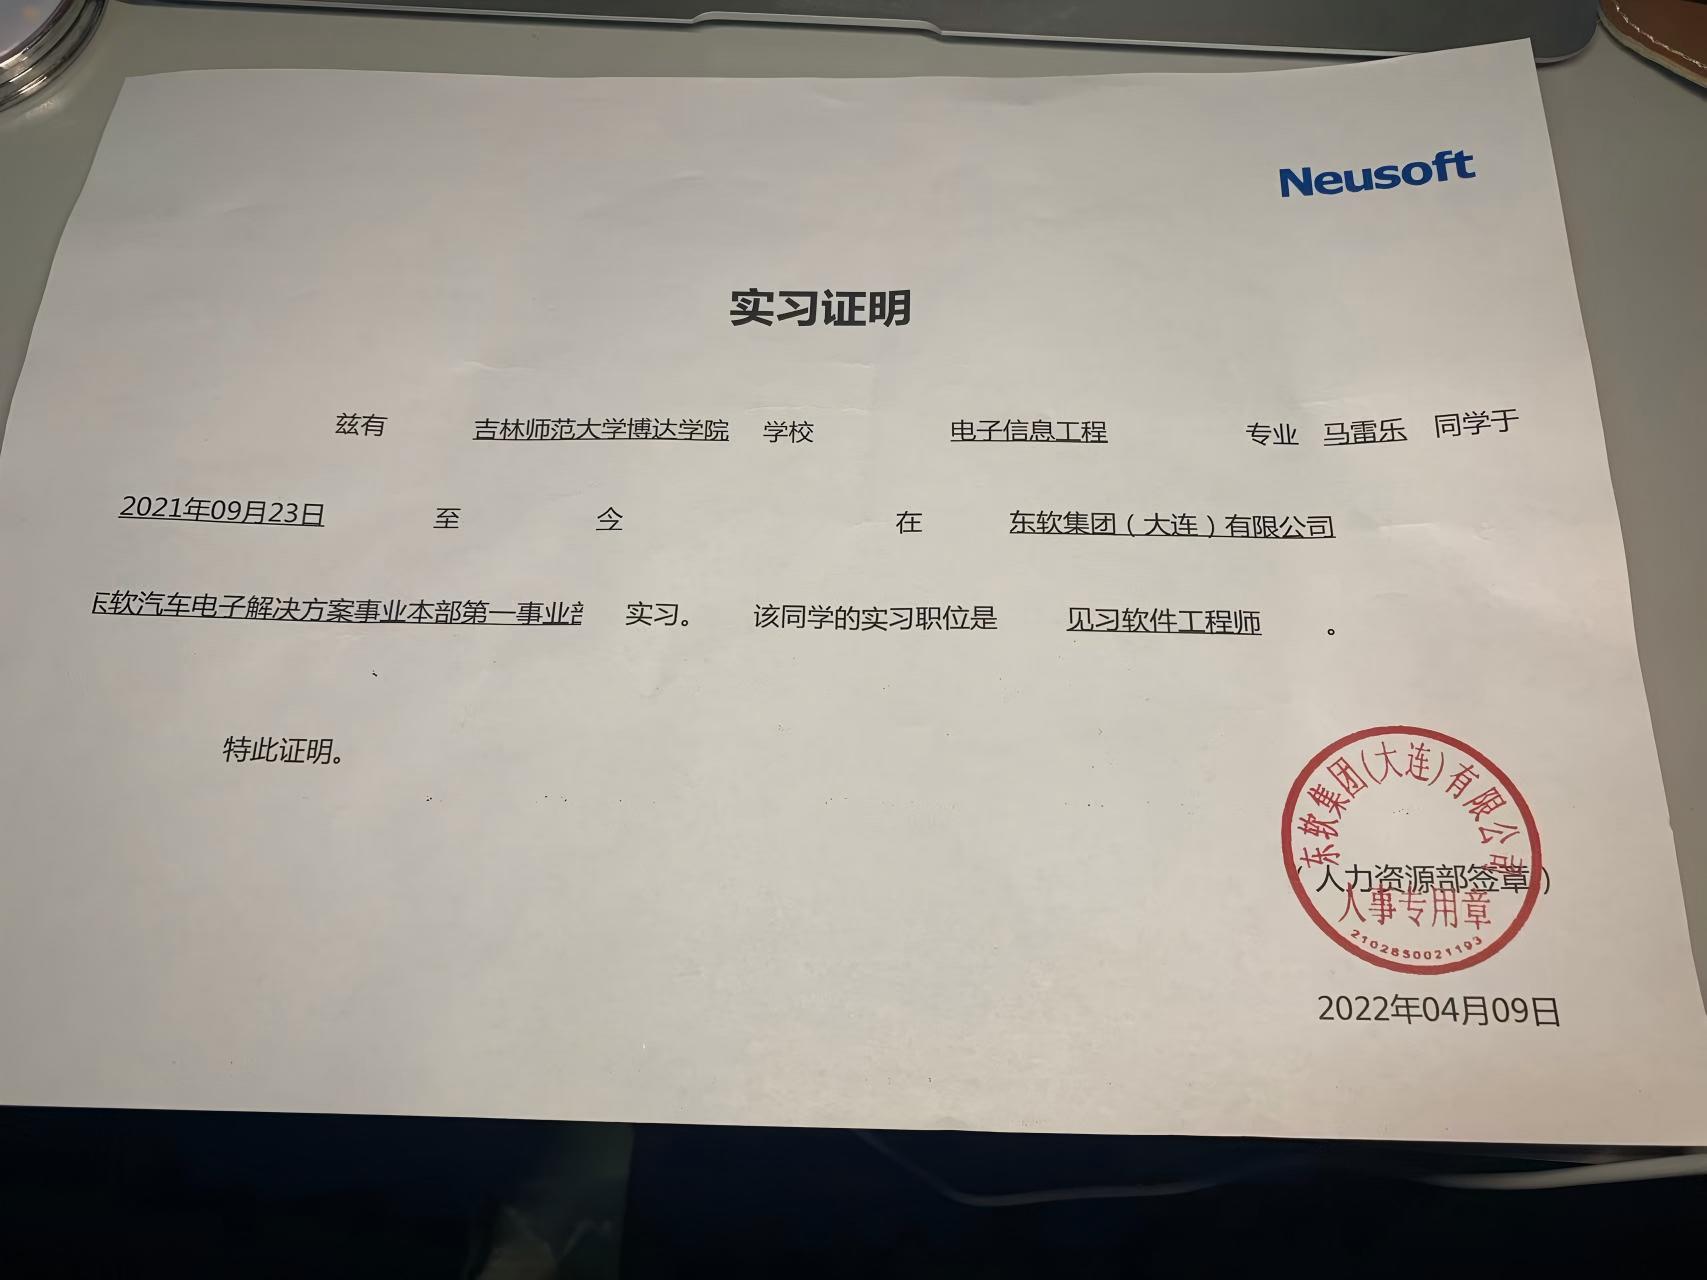 Neusoft
实习证明
兹有 吉林师范大学博达学院 学校 电子信息工程 专业 马雷乐 同学于
2021年09月23日 至 今 在 东软集团（大连）有限公司
东软汽车电子解决方案事业本部第一事业部 实习。 该同学的实习职位是 见习软件工程师 。
特此证明。
东软集团(大连)有限公司
（人力资源部签章）
人事专用章
2102850021193
2022年04月09日